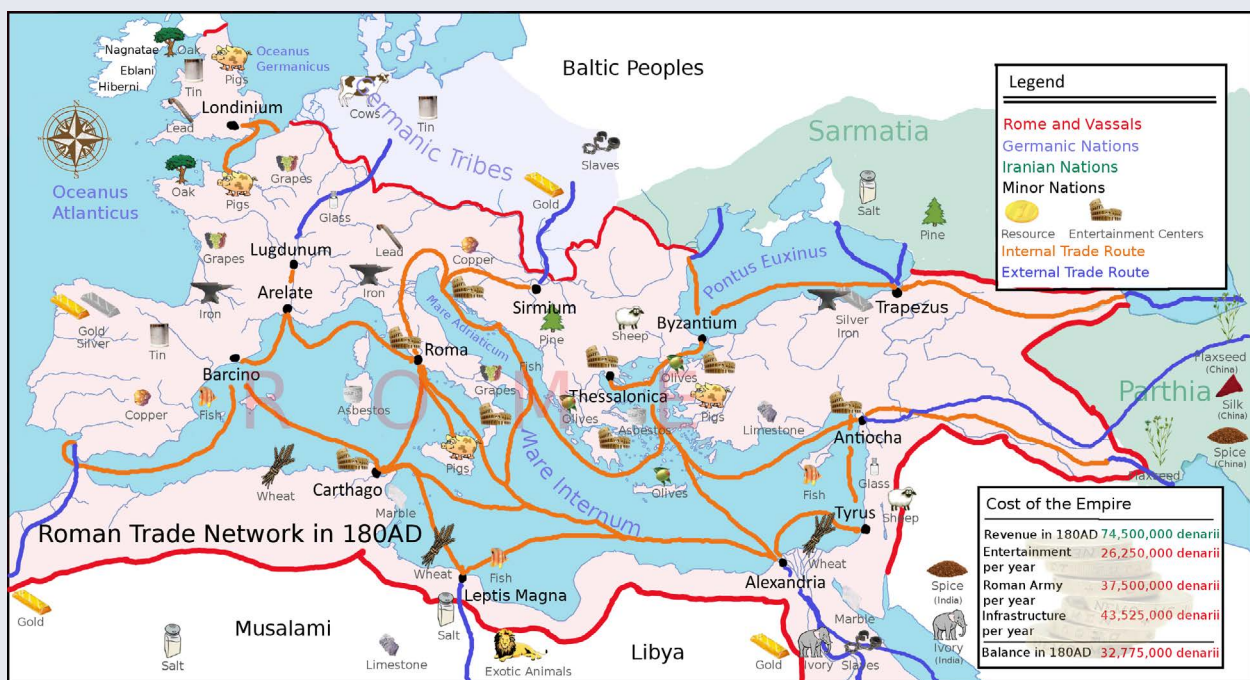 Nagnatae
Oak
Oceanus
Germanicus
Eblani
Hiberni
Tin
Pigs
Londinium
Lead
Baltic Peoples
Cows
Tin
Germanic Tribes
Slaves
Gold
Sarmatia
Salt
Pine
Legend
Rome and Vassals
Germanic Nations
Iranian Nations
Minor Nations
Resource Entertainment Centers
Internal Trade Route
External Trade Route
Oceanus
Atlanticus
Oak
Pigs
Grapes
Glass
Grapes
Lugdunum
Lead
Copper
Iron
Arelate
Iron
Gold
Silver
Tin
Barcino
Copper
Fish
Asbestos
Roma
Mare Adriaticum
Sirmium
Pine
Sheep
Fish
Grapes
Byzantium
Pontus Euxinus
Trapezus
Silver
Iron
Olives
Thessalonica
Olives
Asbestos
Pigs
Limestone
Olives
ROME
Antiocha
Glass
Fish
Sheep
Tyrus
Parthia
Flaxseed
(China)
Silk
(China)
Spice
(China)
Flaxseed
Wheat
Carthago
Pigs
Marble
Mare Internum
Roman Trade Network in 180AD
Wheat
Fish
Leptis Magna
Alexandria
Wheat
Marble
Spice
(India)
Ivory
(India)
Gold
Musalami
Salt
Limestone
Salt
Exotic Animals
Libya
Gold
Ivory
Slaves
Cost of the Empire
Revenue in 180AD 74,500,000 denarii
Entertainment 26,250,000 denarii
per year
Roman Army 37,500,000 denarii
per year
Infrastructure 43,525,000 denarii
per year
Balance in 180AD 32,775,000 denarii